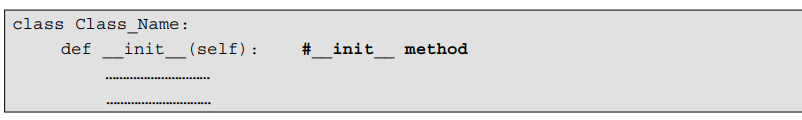 class Class_Name:
def __init__(self): #__init__ method
..............................
..............................